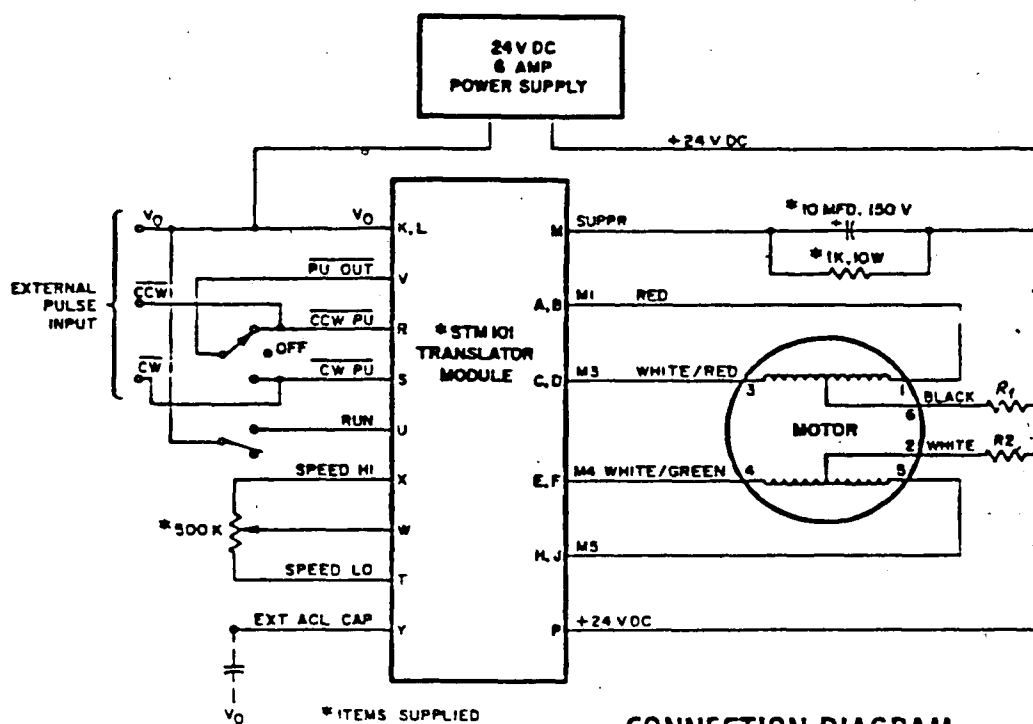 24V DC
6 AMP
POWER SUPPLY
+24 V DC
V0
V0
K, L
M
SUPPR
*10 MFD, 150 V
+
*1K, 10W
PU OUT
V
EXTERNAL
PULSE
INPUT
CCW
CCW PU
R
OFF
CW
CW PU
S
RUN
U
SPEED HI
X
*500 K
W
SPEED LO
T
EXT ACL CAP
Y
V0
*STM 101
TRANSLATOR
MODULE
A, B
M1
RED
C, D
M3
WHITE/RED
3
1
6
BLACK
R1
MOTOR
2
WHITE
R2
E, F
M4 WHITE/GREEN
4
5
H, J
M5
P
+24 VDC
*ITEMS SUPPLIED
CONNECTION DIAGRAM